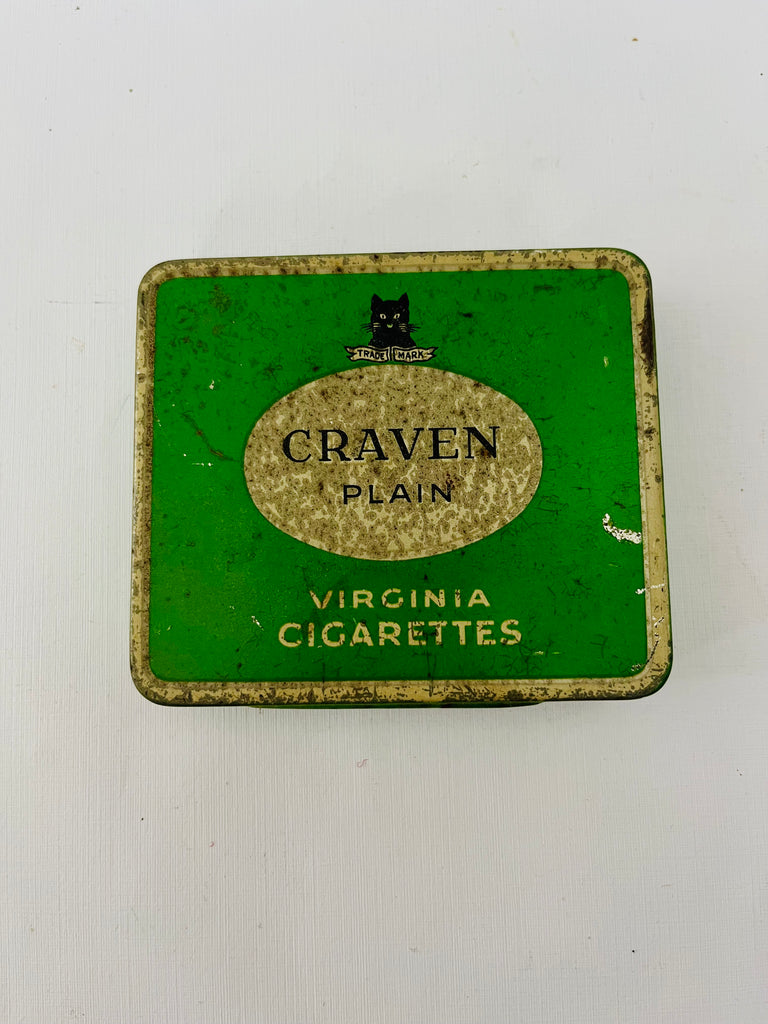 TRADE MARK
CRAVEN
PLAIN
VIRGINIA
CIGARETTES